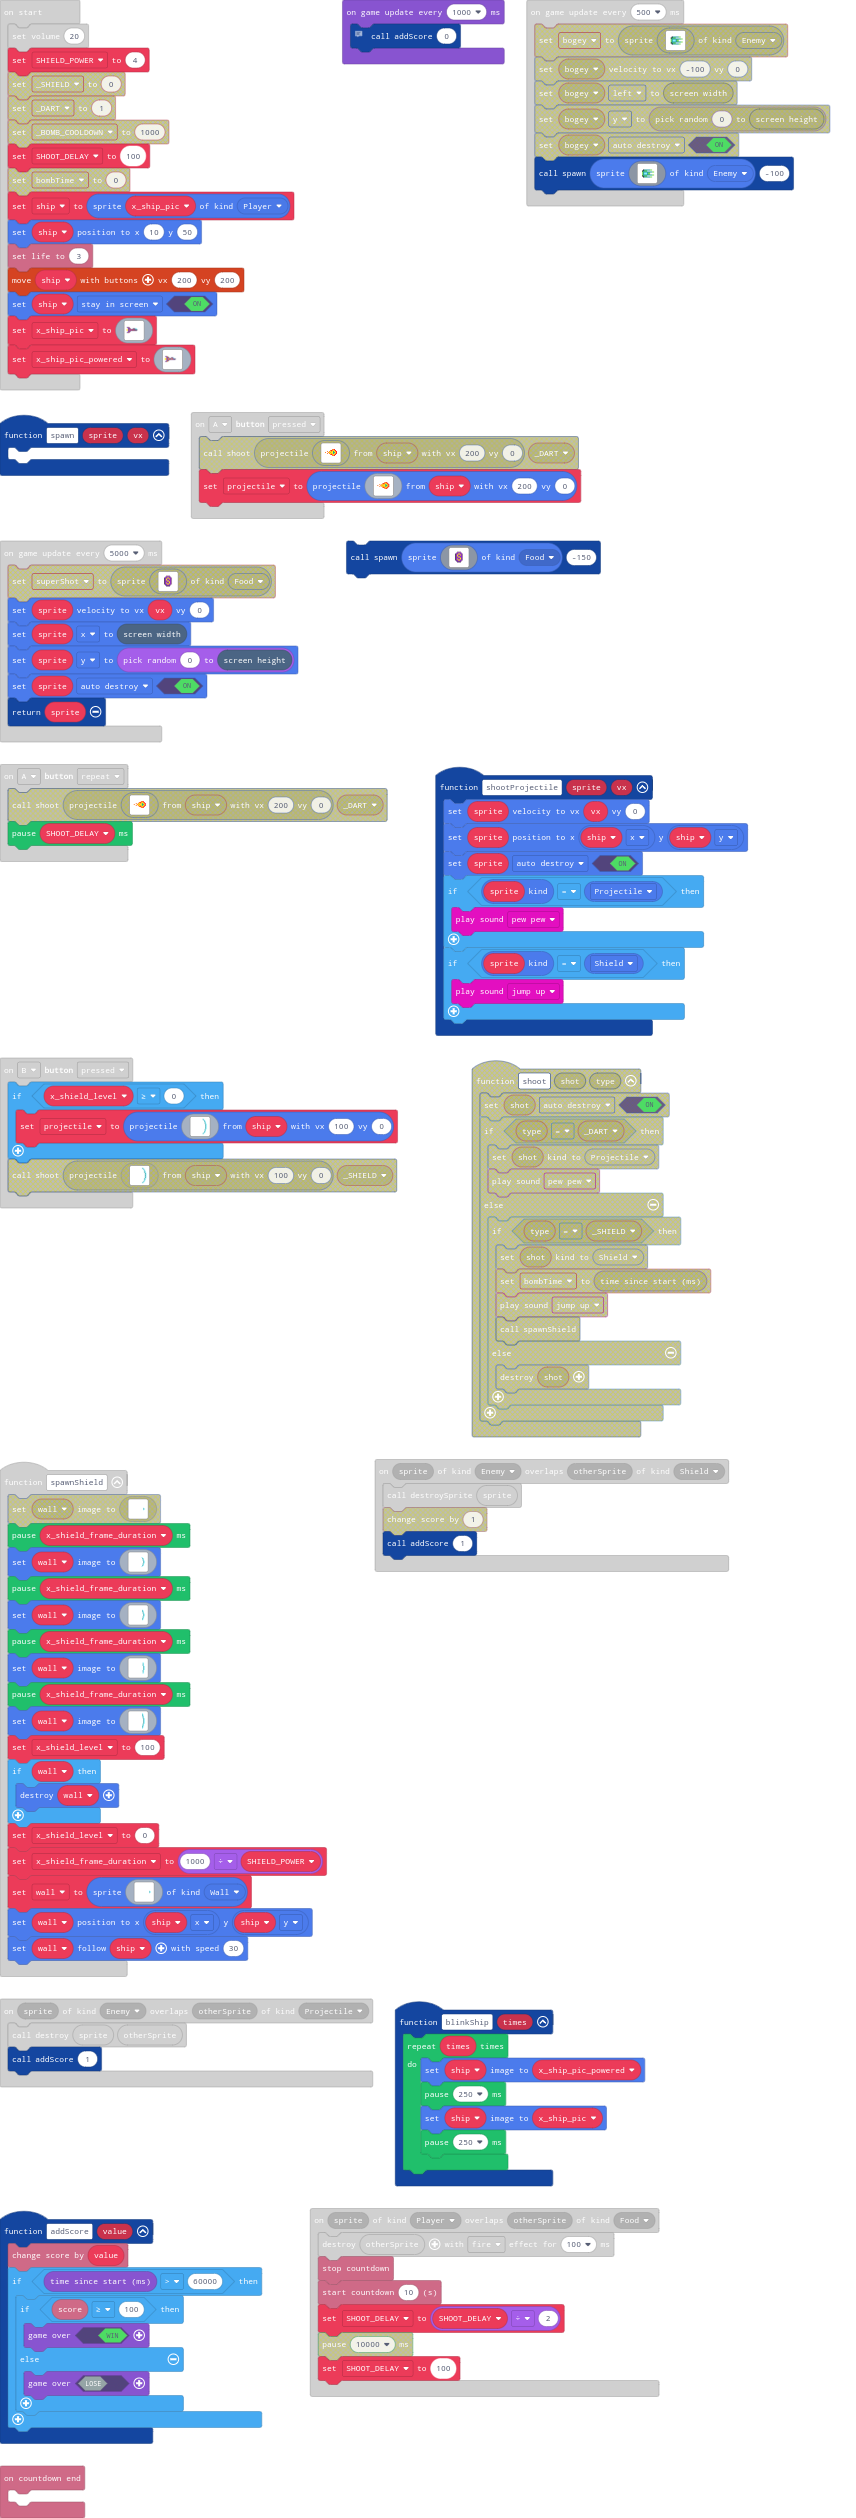 on start
set volume 20
set SHIELD_POWER to 4
set _SHIELD to 0
set _DART to 1
set _BOMB_COOLDOWN to 1000
set SHOOT_DELAY to 100
set bombTime to 0
set ship to sprite x_ship_pic of kind Player
set ship position to x 10 y 50
set life to 3
move ship with buttons vx 200 vy 200
set ship stay in screen ON
set x_ship_pic to
set x_ship_pic_powered to
on game update every 1000 ms
call addScore 0
on game update every 500 ms
set bogey to sprite of kind Enemy
set bogey velocity to vx -100 vy 0
set bogey left to screen width
set bogey y to pick random 0 to screen height
set bogey auto destroy ON
call spawn sprite of kind Enemy -100
function spawn sprite vx
on A button pressed
call shoot projectile from ship with vx 200 vy 0 _DART
set projectile to projectile from ship with vx 200 vy 0
on game update every 5000 ms
set superShot to sprite of kind Food
set sprite velocity to vx vx vy 0
set sprite x to screen width
set sprite y to pick random 0 to screen height
set sprite auto destroy ON
return sprite
call spawn sprite of kind Food -150
on A button repeat
call shoot projectile from ship with vx 200 vy 0 _DART
pause SHOOT_DELAY ms
function shootProjectile sprite vx
set sprite velocity to vx vx vy 0
set sprite position to x ship x y ship y
set sprite auto destroy ON
if sprite kind = Projectile then
play sound pew pew
if sprite kind = Shield then
play sound jump up
on B button pressed
if x_shield_level ≥ 0 then
set projectile to projectile from ship with vx 100 vy 0
call shoot projectile from ship with vx 100 vy 0 _SHIELD
function shoot shot type
set shot auto destroy ON
if type = _DART then
set shot kind to Projectile
play sound pew pew
else
if type = _SHIELD then
set shot kind to Shield
set bombTime to time since start (ms)
play sound jump up
call spawnShield
else
destroy shot
function spawnShield
set wall image to
pause x_shield_frame_duration ms
set wall image to
pause x_shield_frame_duration ms
set wall image to
pause x_shield_frame_duration ms
set wall image to
pause x_shield_frame_duration ms
set wall image to
set x_shield_level to 100
if wall then
destroy wall
set x_shield_level to 0
set x_shield_frame_duration to 1000 ÷ SHIELD_POWER
set wall to sprite of kind Wall
set wall position to x ship x y ship y
set wall follow ship with speed 30
on sprite of kind Enemy overlaps otherSprite of kind Shield
call destroySprite sprite
change score by 1
call addScore 1
on sprite of kind Enemy overlaps otherSprite of kind Projectile
call destroy sprite otherSprite
call addScore 1
function blinkShip times
repeat times times
do
set ship image to x_ship_pic_powered
pause 250 ms
set ship image to x_ship_pic
pause 250 ms
function addScore value
change score by value
if time since start (ms) > 60000 then
if score ≥ 100 then
game over WIN
else
game over LOSE
on sprite of kind Player overlaps otherSprite of kind Food
destroy otherSprite with fire effect for 100 ms
stop countdown
start countdown 10 (s)
set SHOOT_DELAY to SHOOT_DELAY ÷ 2
pause 10000 ms
set SHOOT_DELAY to 100
on countdown end